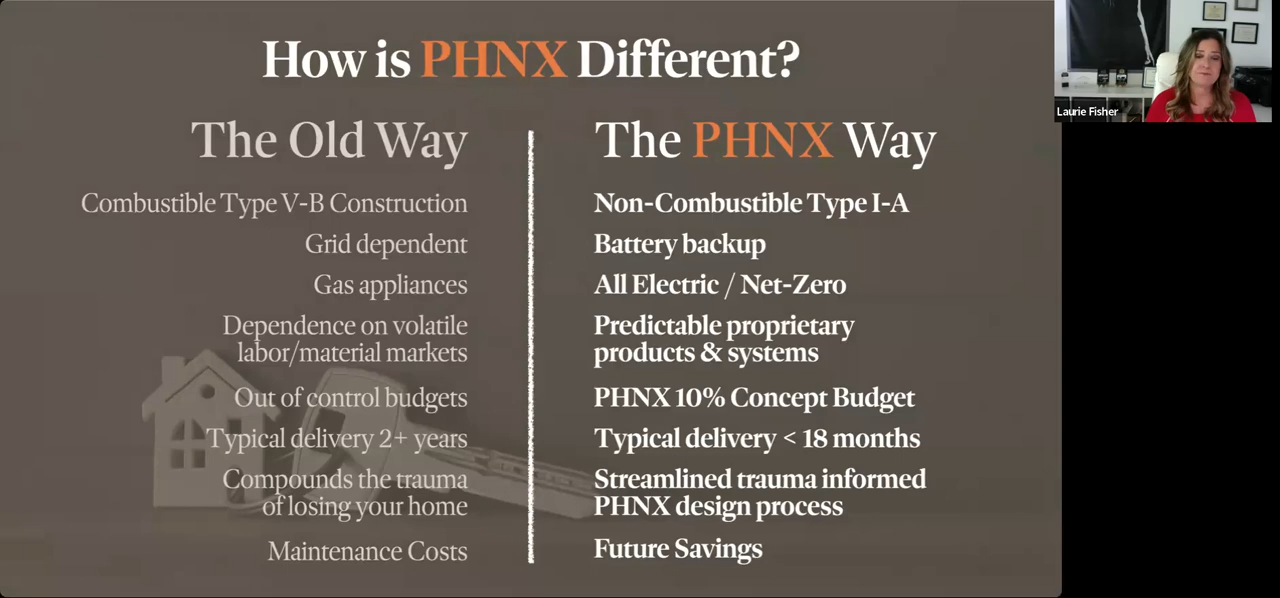 How is PHNX Different?
The Old Way
Combustible Type V-B Construction
Grid dependent
Gas appliances
Dependence on volatile
labor/material markets
Out of control budgets
Typical delivery 2+ years
Compounds the trauma
of losing your home
Maintenance Costs
The PHNX Way
Non-Combustible Type I-A
Battery backup
All Electric / Net-Zero
Predictable proprietary
products & systems
PHNX 10% Concept Budget
Typical delivery < 18 months
Streamlined trauma informed
PHNX design process
Future Savings
Laurie Fisher